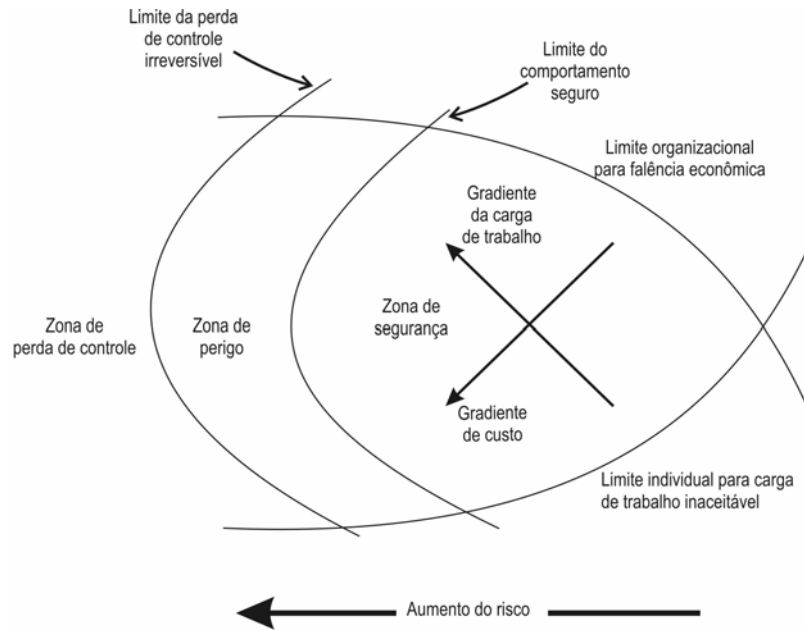 Limite da perda
de controle
irreversível
Limite do
comportamento
seguro
Limite organizacional
para falência econômica
Gradiente
da carga
de trabalho
Zona de
perda de controle
Zona de
perigo
Zona de
segurança
Gradiente
de custo
Limite individual para carga
de trabalho inaceitável
Aumento do risco